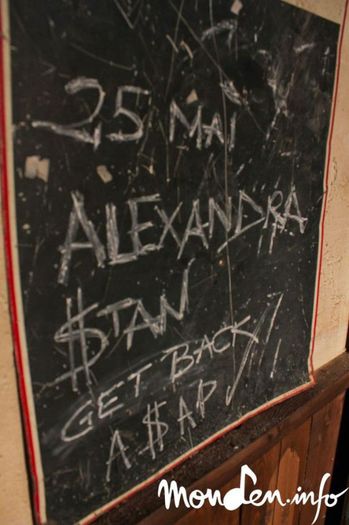 25 MAI
ALEXANDRA
$TAN
GET BACK
A$AP !!!
Monden.info